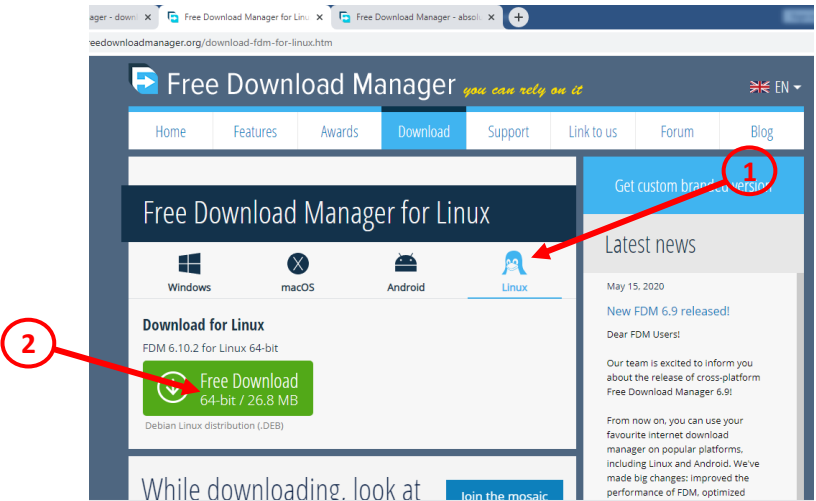 ager - down
Free Download Manager for Linu
Free Download Manager - absolu
eedownloadmanager.org/download-fdm-for-linux.htm
Free Download Manager you can rely on it
EN
Home Features Awards Download Support Link to us Forum Blog
1
Get custom branded version
Free Download Manager for Linux
Latest news
Windows macOS Android Linux
May 15, 2020
New FDM 6.9 released!
Dear FDM Users!
Our team is excited to inform you
about the release of cross-platform
Free Download Manager 6.9!
From now on, you can use your
favourite internet download
manager on popular platforms,
including Linux and Android. We've
made big changes: improved the
performance of FDM, optimized
Download for Linux
FDM 6.10.2 for Linux 64-bit
2
Free Download
64-bit / 26.8 MB
Debian Linux distribution (.DEB)
While downloading, look at
Join the mosaic